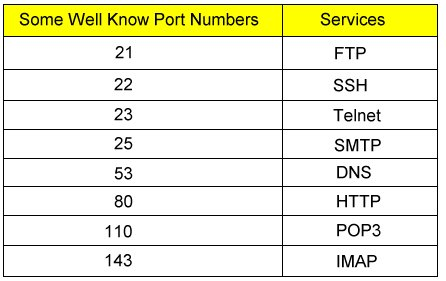 Some Well Know Port Numbers Services
21 FTP
22 SSH
23 Telnet
25 SMTP
53 DNS
80 HTTP
110 POP3
143 IMAP